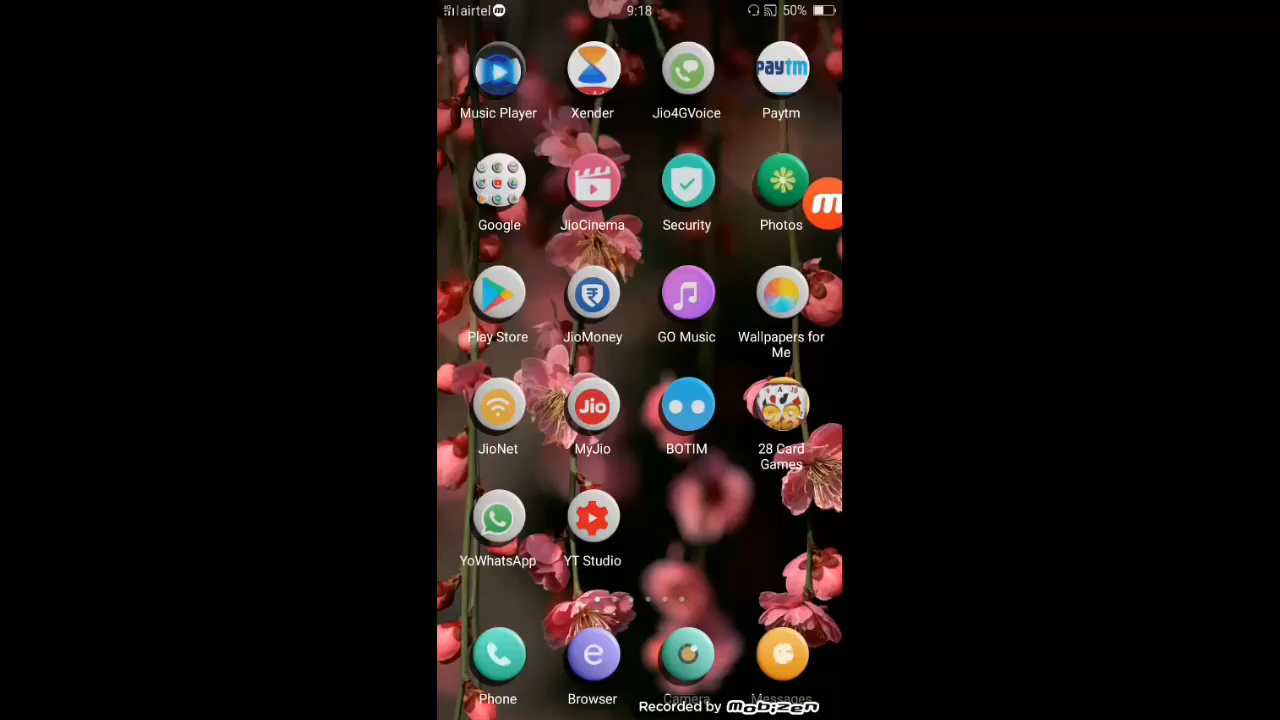 4G airtel m 9:18 50%
paytm
Music Player Xender Jio4GVoice Paytm
m
Google JioCinema Security Photos
Play Store JioMoney GO Music Wallpapers for
Me
Jio
JioNet MyJio BOTIM 28 Card
Games
YoWhatsApp YT Studio
e
Phone Browser Camera Messages
Recorded by mobizen